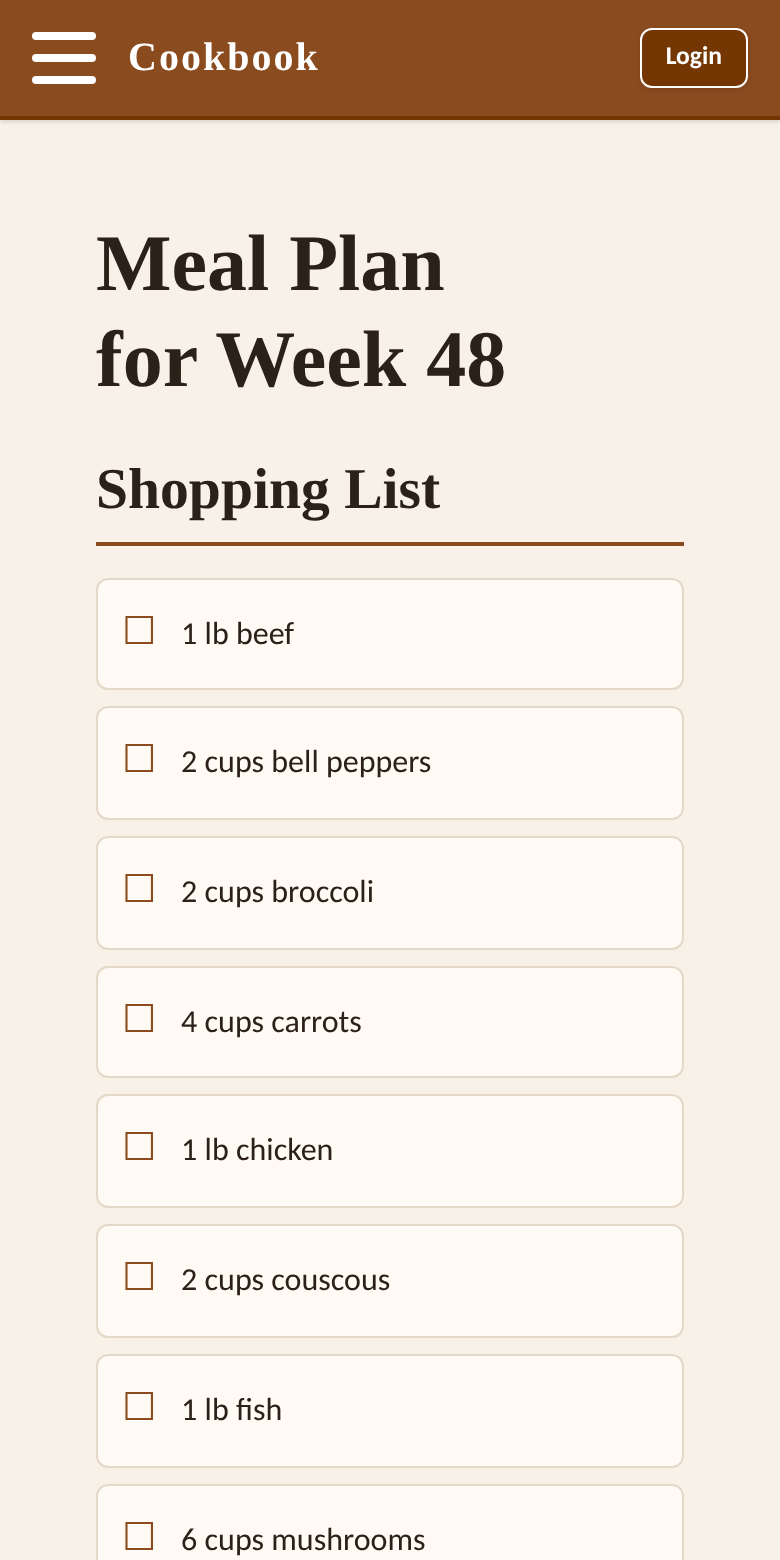 Cookbook
Login
Meal Plan
for Week 48
Shopping List
☐ 1 lb beef
☐ 2 cups bell peppers
☐ 2 cups broccoli
☐ 4 cups carrots
☐ 1 lb chicken
☐ 2 cups couscous
☐ 1 lb fish
☐ 6 cups mushrooms